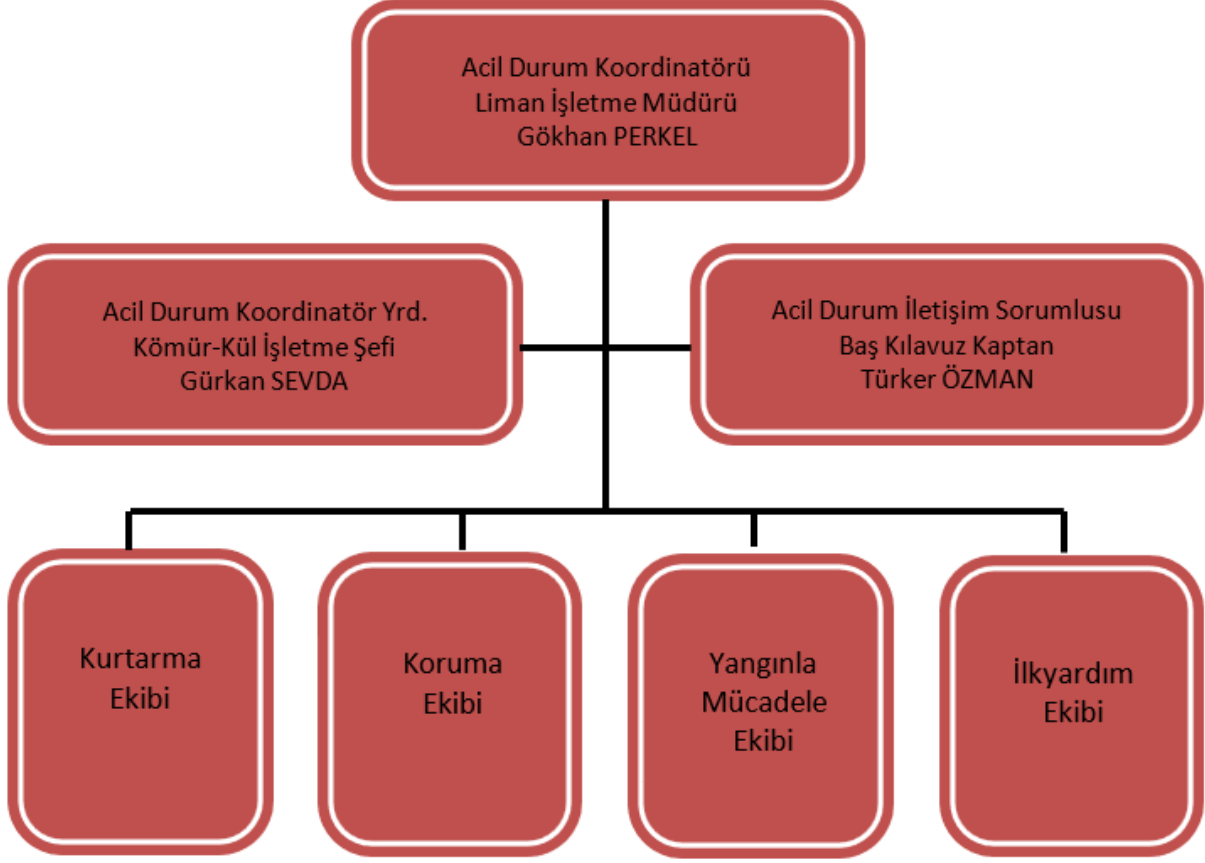 Acil Durum Koordinatörü
Liman İşletme Müdürü
Gökhan PERKEL
Acil Durum Koordinatör Yrd.
Kömür-Kül İşletme Şefi
Gürkan SEVDA
Acil Durum İletişim Sorumlusu
Baş Kılavuz Kaptan
Türker ÖZMAN
Kurtarma
Ekibi
Koruma
Ekibi
Yangınla
Mücadele
Ekibi
İlkyardım
Ekibi